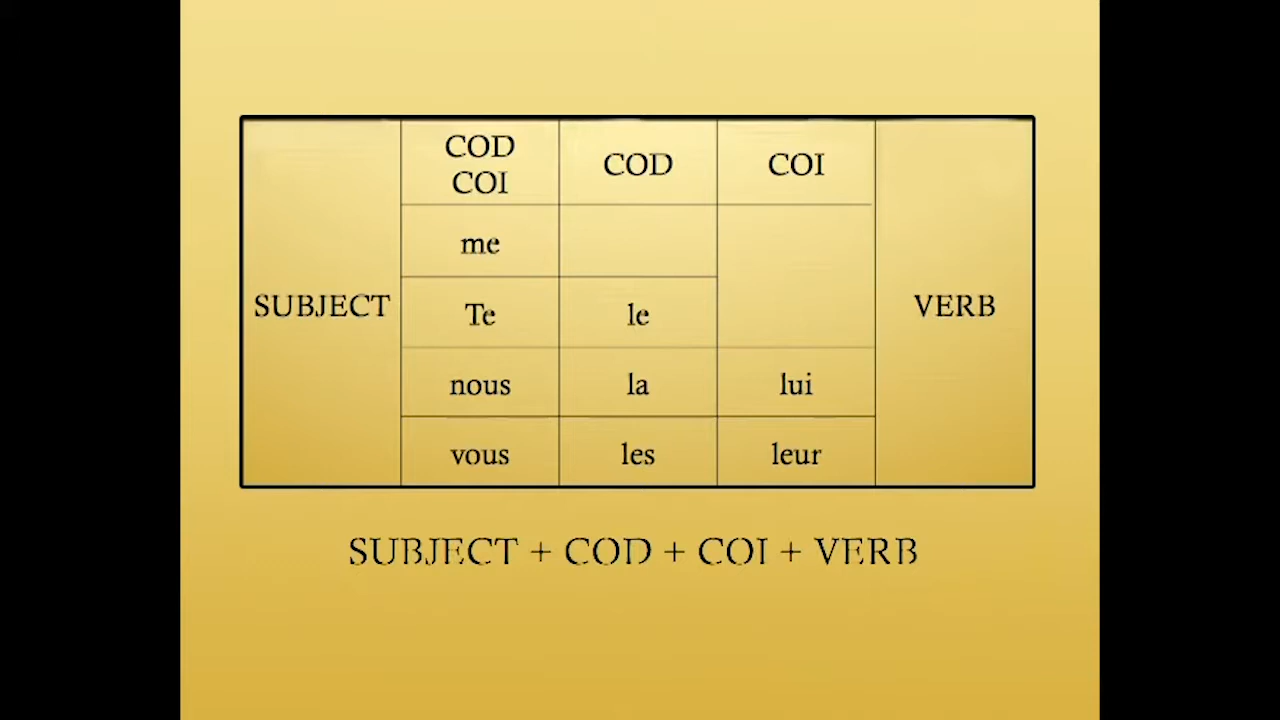 COD
COI
COD
COI
me
SUBJECT
Te
le
VERB
nous
la
lui
vous
les
leur
SUBJECT + COD + COI + VERB